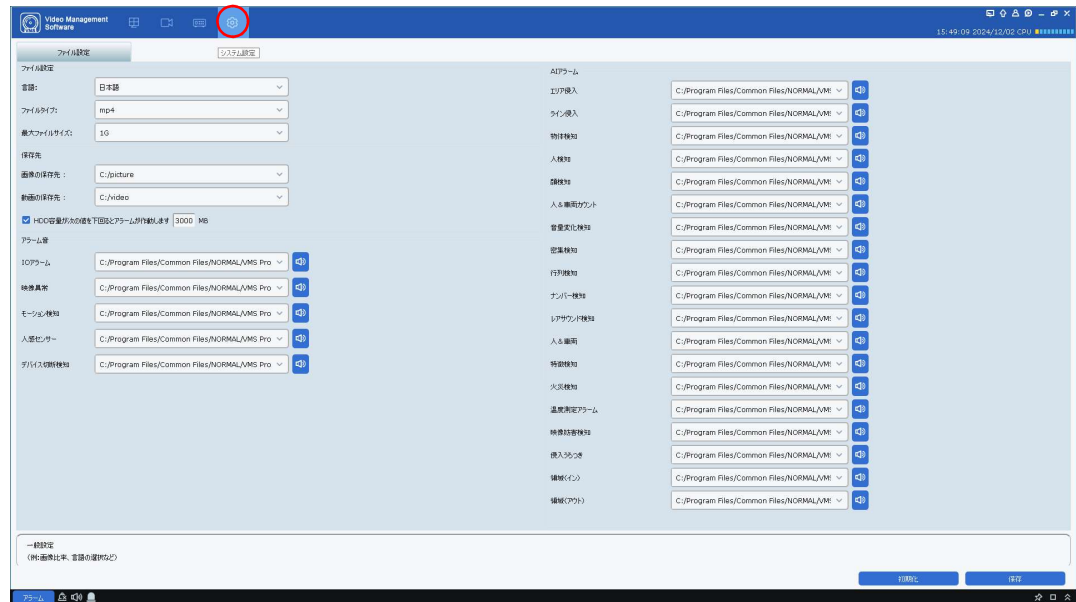 Video Management
Software
15:49:09 2024/12/02 CPU
ファイル設定
システム設定
ファイル設定
言語:
日本語
ファイルタイプ:
mp4
最大ファイルサイズ:
1G
保存先
画像の保存先 :
C:/picture
動画の保存先 :
C:/video
HDD容量が次の値を下回るとアラームが作動します 3000 MB
アラーム音
IOアラーム
C:/Program Files/Common Files/NORMAL/VMS Pro
映像異常
C:/Program Files/Common Files/NORMAL/VMS Pro
モーション検知
C:/Program Files/Common Files/NORMAL/VMS Pro
人感センサー
C:/Program Files/Common Files/NORMAL/VMS Pro
デバイス切断検知
C:/Program Files/Common Files/NORMAL/VMS Pro
AIアラーム
エリア侵入
C:/Program Files/Common Files/NORMAL/VM
ライン侵入
C:/Program Files/Common Files/NORMAL/VM
物体検知
C:/Program Files/Common Files/NORMAL/VM
人検知
C:/Program Files/Common Files/NORMAL/VM
顔検知
C:/Program Files/Common Files/NORMAL/VM
人&車両カウント
C:/Program Files/Common Files/NORMAL/VM
音量変化検知
C:/Program Files/Common Files/NORMAL/VM
密集検知
C:/Program Files/Common Files/NORMAL/VM
行列検知
C:/Program Files/Common Files/NORMAL/VM
ナンバー検知
C:/Program Files/Common Files/NORMAL/VM
レアサウンド検知
C:/Program Files/Common Files/NORMAL/VM
人&車両
C:/Program Files/Common Files/NORMAL/VM
特徴検知
C:/Program Files/Common Files/NORMAL/VM
火災検知
C:/Program Files/Common Files/NORMAL/VM
温度測定アラーム
C:/Program Files/Common Files/NORMAL/VM
映像妨害検知
C:/Program Files/Common Files/NORMAL/VM
侵入うろつき
C:/Program Files/Common Files/NORMAL/VM
領域(イン)
C:/Program Files/Common Files/NORMAL/VM
領域(アウト)
C:/Program Files/Common Files/NORMAL/VM
一般設定
(例:画像比率、言語の選択など)
初期化
保存
アラーム